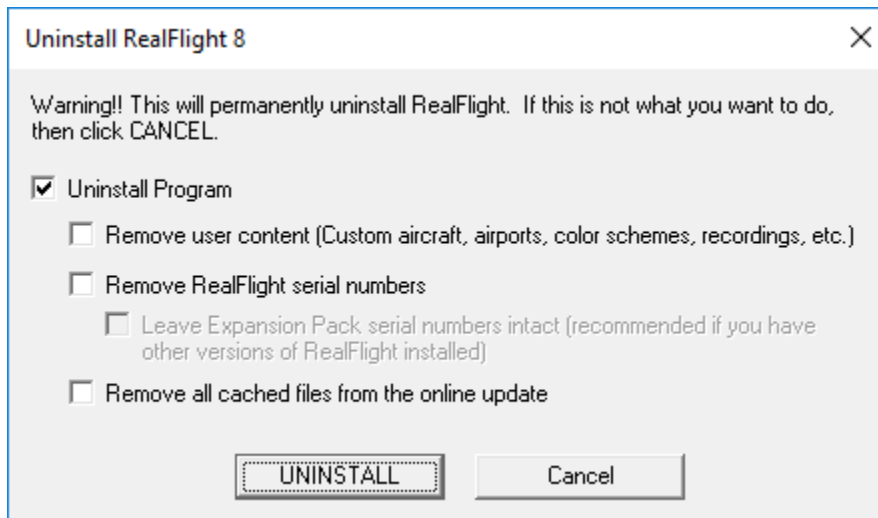 Uninstall RealFlight 8
Warning!! This will permanently uninstall RealFlight.  If this is not what you want to do,
then click CANCEL.
Uninstall Program
Remove user content (Custom aircraft, airports, color schemes, recordings, etc.)
Remove RealFlight serial numbers
Leave Expansion Pack serial numbers intact (recommended if you have
other versions of RealFlight installed)
Remove all cached files from the online update
UNINSTALL
Cancel